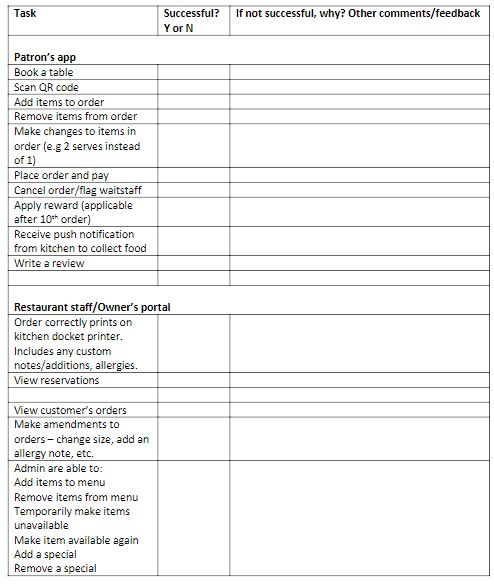 Task Successful? If not successful, why? Other comments/feedback
Y or N
Patron's app
Book a table
Scan QR code
Add items to order
Remove items from order
Make changes to items in
order (e.g 2 serves instead
of 1)
Place order and pay
Cancel order/flag waitstaff
Apply reward (applicable
after 10th order)
Receive push notification
from kitchen to collect food
Write a review
Restaurant staff/Owner's portal
Order correctly prints on
kitchen docket printer.
Includes any custom
notes/additions, allergies.
View reservations
View customer's orders
Make amendments to
orders – change size, add an
allergy note, etc.
Admin are able to:
Add items to menu
Remove items from menu
Temporarily make items
unavailable
Make item available again
Add a special
Remove a special